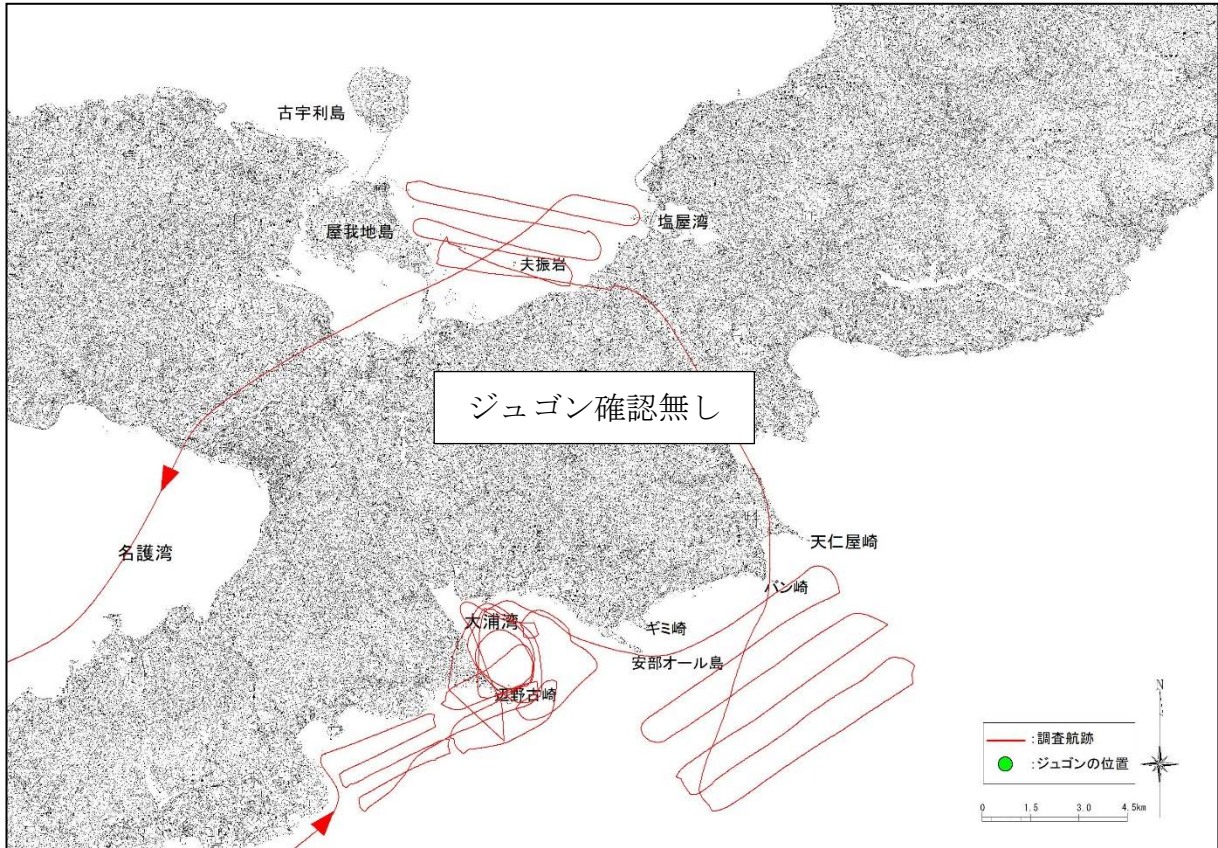 古宇利島
屋我地島
塩屋湾
夫振岩
ジュゴン確認無し
名護湾
天仁屋崎
バン崎
大浦湾
ギミ崎
安部オール島
辺野古崎
N
:調査航跡
:ジュゴンの位置
0 1.5 3.0 4.5km